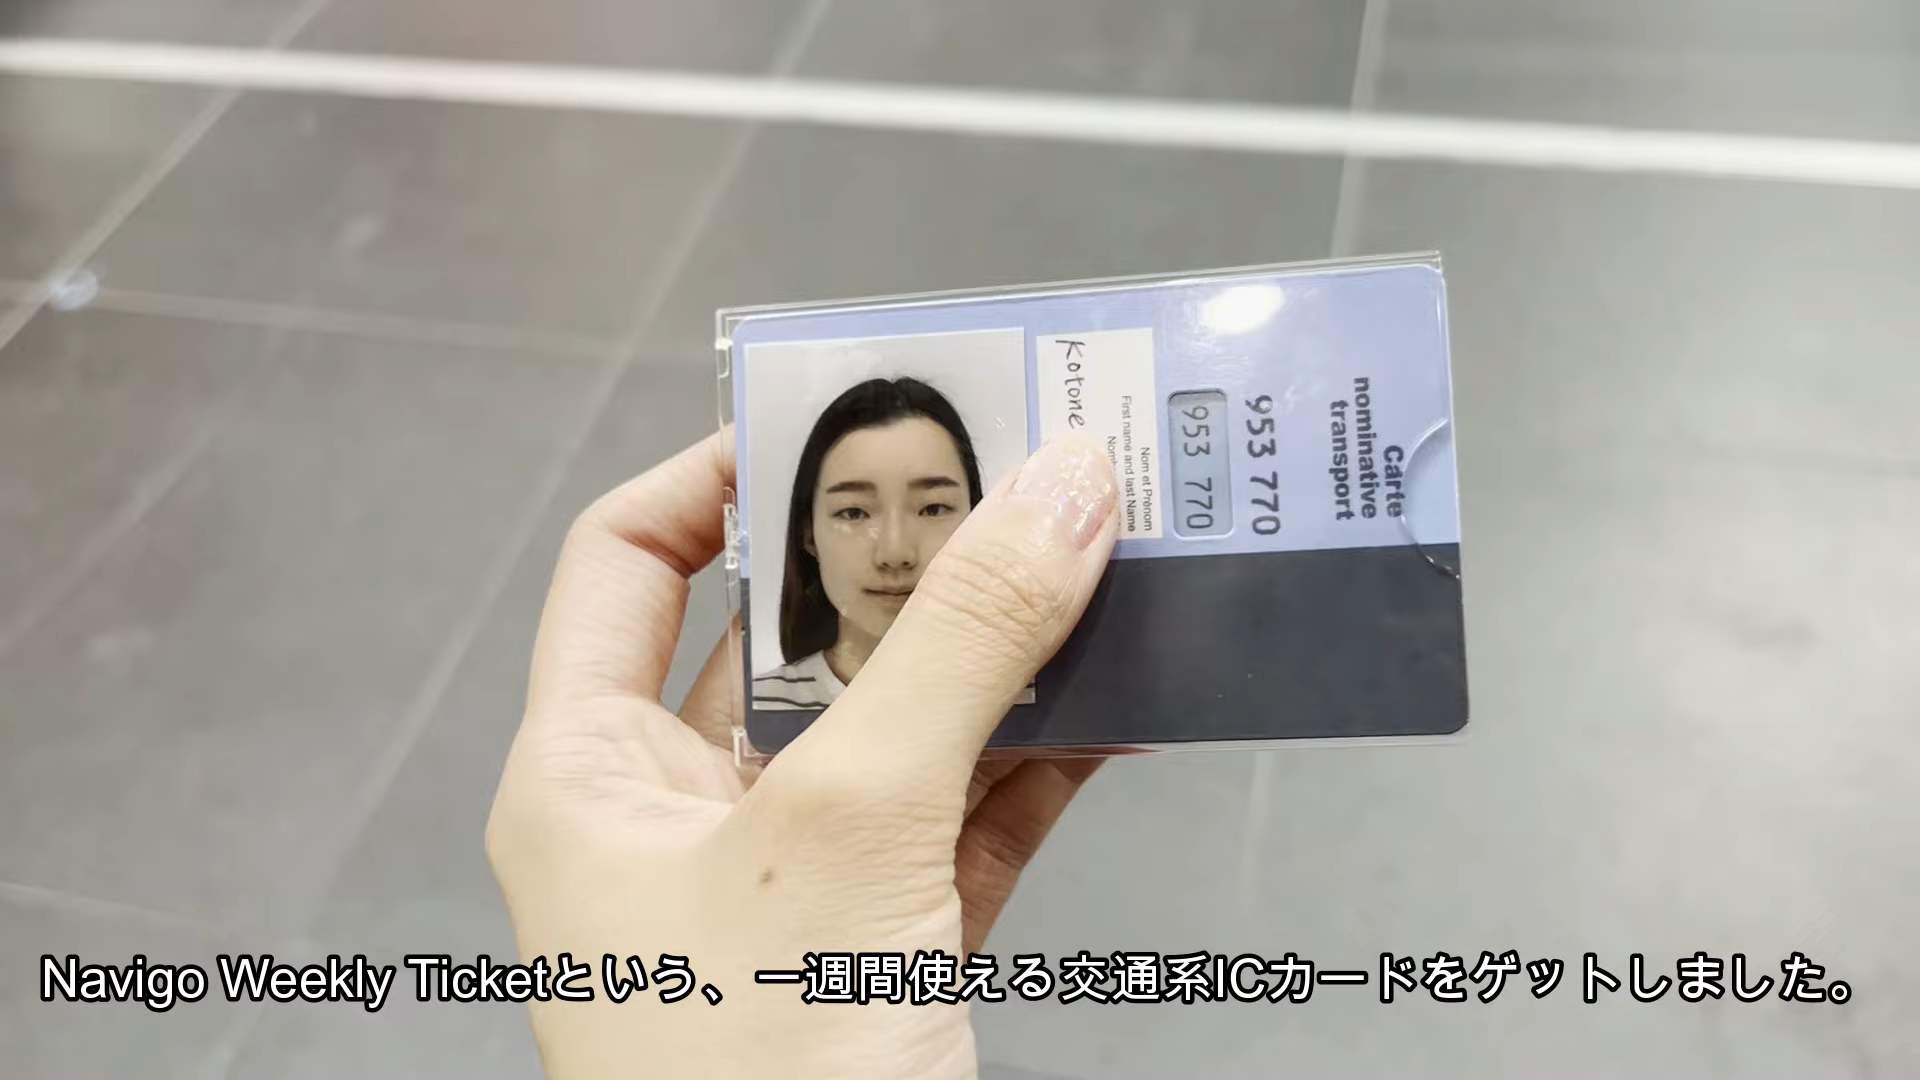 Carte
nominative
transport
953 770
953 770
Nom et Prénom
First name and last Name
Kotone
Navigo Weekly Ticketという、一週間使える交通系ICカードをゲットしました。